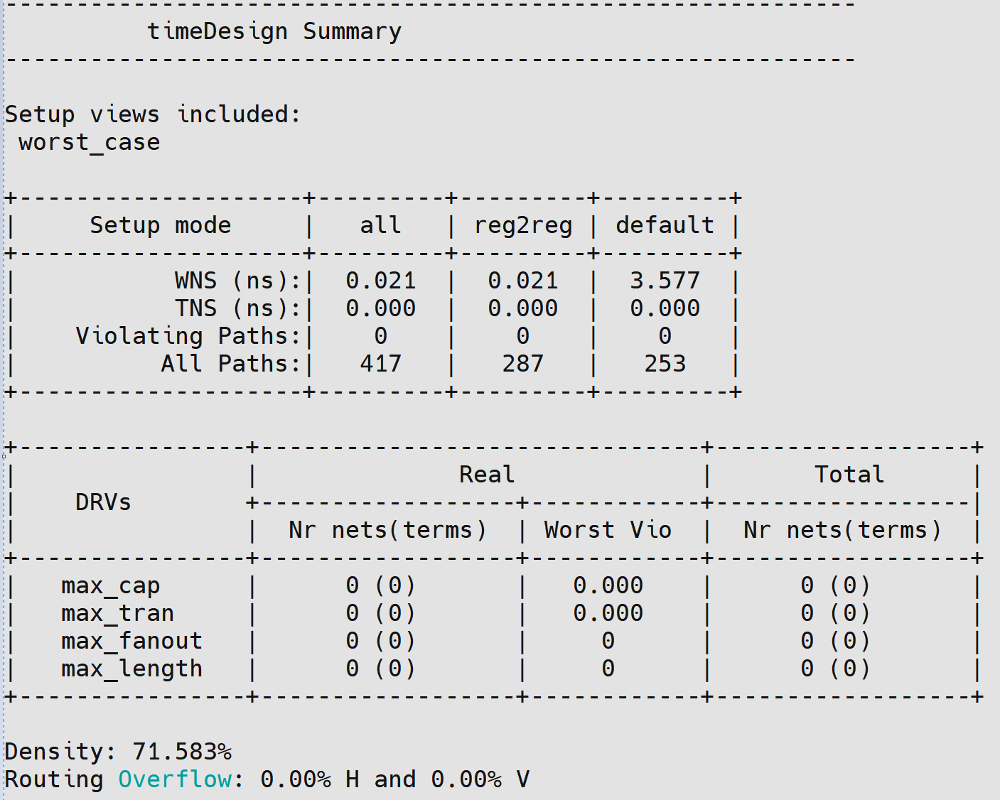 ------------------------------------------------------------
          timeDesign Summary
------------------------------------------------------------

Setup views included:
 worst_case

+--------------------+---------+---------+---------+
|     Setup mode     |   all   | reg2reg | default |
+--------------------+---------+---------+---------+
|           WNS (ns):|  0.021  |  0.021  |  3.577  |
|           TNS (ns):|  0.000  |  0.000  |  0.000  |
|    Violating Paths:|    0    |    0    |    0    |
|          All Paths:|   417   |   287   |   253   |
+--------------------+---------+---------+---------+

+----------------+-------------------------------+------------------+
|                |              Real             |       Total      |
|    DRVs        +------------------+------------+------------------|
|                |  Nr nets(terms)  | Worst Vio  |  Nr nets(terms)  |
+----------------+------------------+------------+------------------+
|   max_cap      |      0 (0)       |   0.000    |      0 (0)       |
|   max_tran     |      0 (0)       |   0.000    |      0 (0)       |
|   max_fanout   |      0 (0)       |     0      |      0 (0)       |
|   max_length   |      0 (0)       |     0      |      0 (0)       |
+----------------+------------------+------------+------------------+

Density: 71.583%
Routing Overflow: 0.00% H and 0.00% V